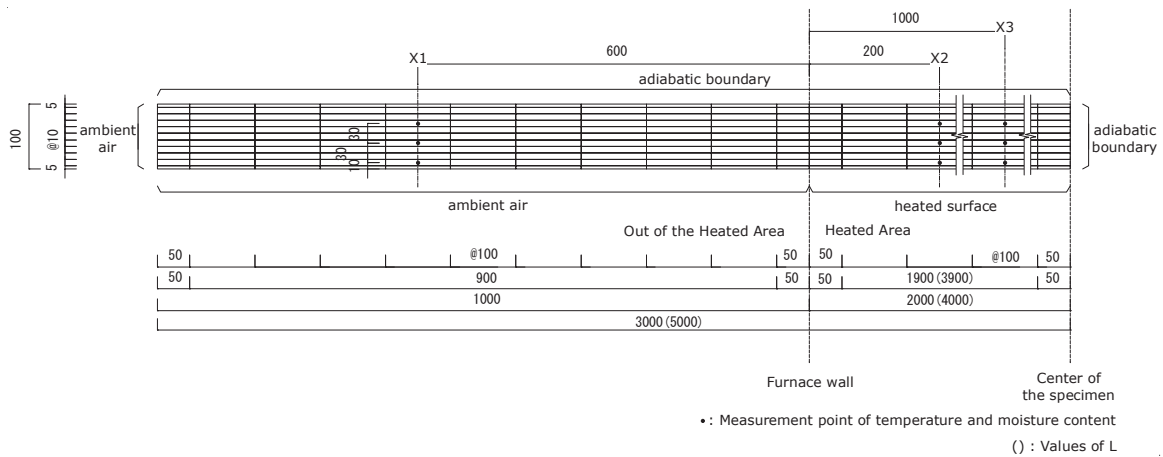 1000
X3
600
200
X1
X2
adiabatic boundary
5
@10
5
100
ambient
air
30
30
10
adiabatic
boundary
ambient air
heated surface
Out of the Heated Area
Heated Area
50
@100
50
50
@100
50
50
900
50
50
1900(3900)
50
1000
2000(4000)
3000(5000)
Furnace wall
Center of
the specimen
•: Measurement point of temperature and moisture content
() : Values of L